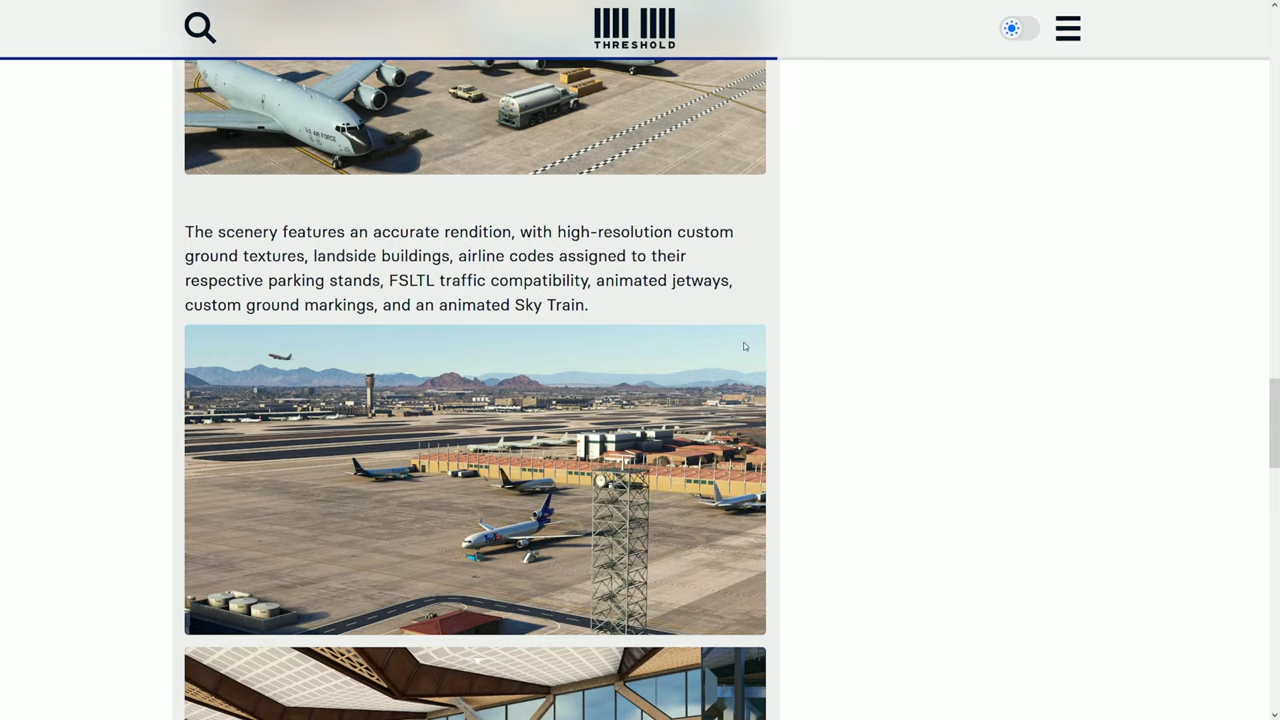 THRESHOLD
U.S. AIR FORCE
The scenery features an accurate rendition, with high-resolution custom
ground textures, landside buildings, airline codes assigned to their
respective parking stands, FSLTL traffic compatibility, animated jetways,
custom ground markings, and an animated Sky Train.
FedEx